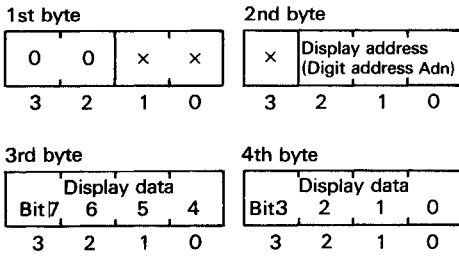 1st byte 2nd byte
0 0 × × × Display address
(Digit address Adn)
3 2 1 0 3 2 1 0
3rd byte 4th byte
Display data Display data
Bit 7 6 5 4 Bit3 2 1 0
3 2 1 0 3 2 1 0